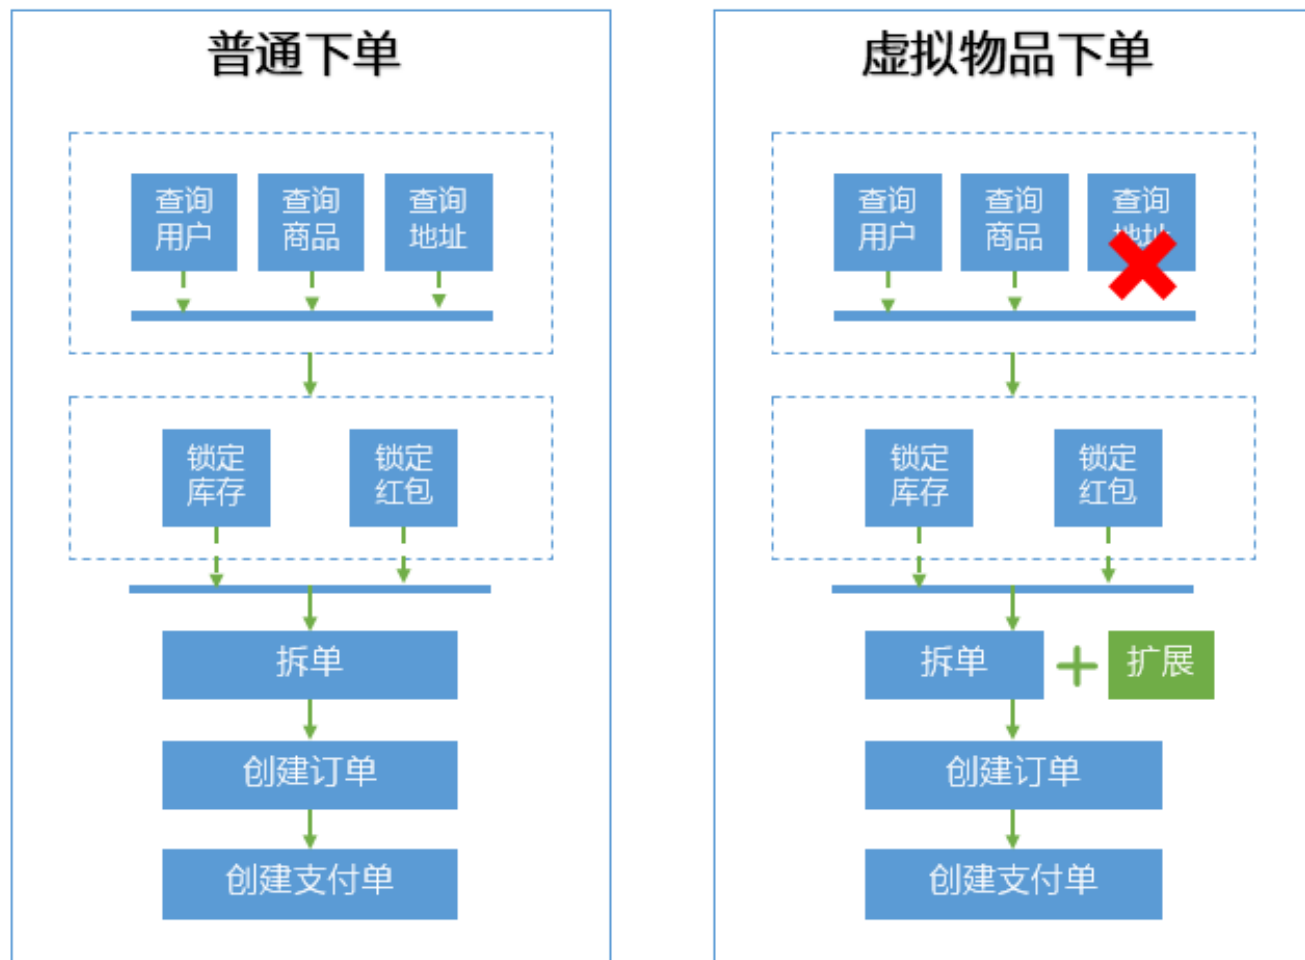 普通下单
查询
用户
查询
商品
查询
地址
锁定
库存
锁定
红包
拆单
创建订单
创建支付单
虚拟物品下单
查询
用户
查询
商品
查询
地址
锁定
库存
锁定
红包
拆单
扩展
创建订单
创建支付单